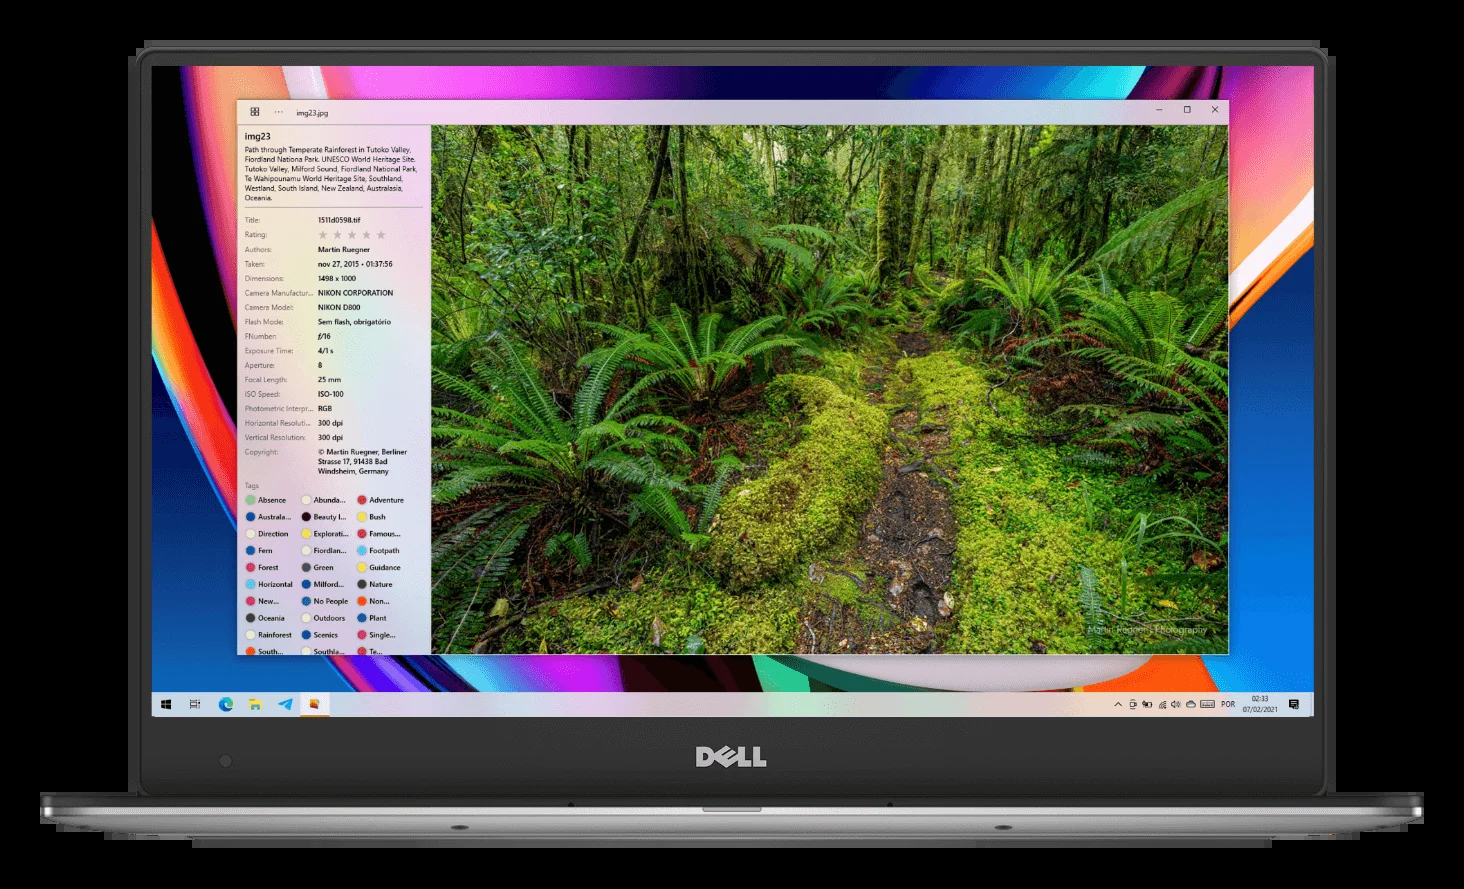 img23.jpg
img23
Path through Temperate Rainforest in Tutoko Valley,
Fiordland Nationa Park. UNESCO World Heritage Site.
Tutoko Valley, Milford Sound, Fiordland National Park,
Te Wahipounamu World Heritage Site, Southland,
Westland, South Island, New Zealand, Australasia,
Oceania.
Title: 1511d0598.tif
Rating:
Authors: Martin Ruegner
Taken: nov 27, 2015 • 01:37:56
Dimensions: 1498 x 1000
Camera Manufactur... NIKON CORPORATION
Camera Model: NIKON D800
Flash Mode: Sem flash, obrigatório
FNumber: f/16
Exposure Time: 4/1 s
Aperture: 8
Focal Length: 25 mm
ISO Speed: ISO-100
Photometric Interpr... RGB
Horizontal Resoluti... 300 dpi
Vertical Resolution: 300 dpi
Copyright: © Martin Ruegner, Berliner
Strasse 17, 91438 Bad
Windsheim, Germany
Tags
Absence Abunda... Adventure
Australa... Beauty I... Bush
Direction Explorati... Famous...
Fern Fiordlan... Footpath
Forest Green Guidance
Horizontal Milford... Nature
New... No People Non...
Oceania Outdoors Plant
Rainforest Scenics Single...
South... Southla... Te...
Martin Ruegner | Photography
POR
02:33
07/02/2021
DELL